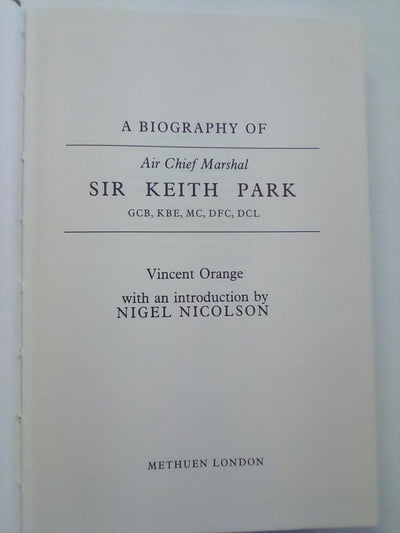 A BIOGRAPHY OF
Air Chief Marshal
SIR KEITH PARK
GCB, KBE, MC, DFC, DCL
Vincent Orange
with an introduction by
NIGEL NICOLSON
METHUEN LONDON